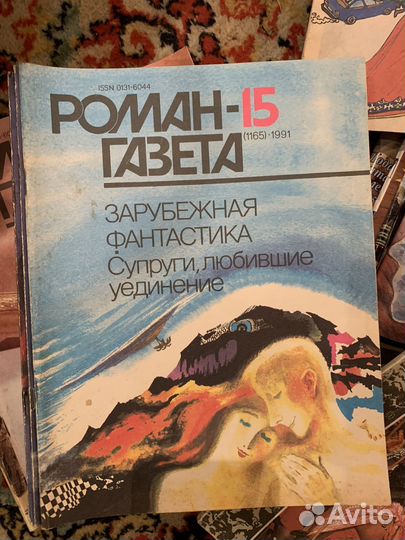 ISSN 0131-6044
РОМАН-15
ГАЗЕТА (1165)·1991
ЗАРУБЕЖНАЯ
ФАНТАСТИКА
Супруги, любившие
уединение
Avito